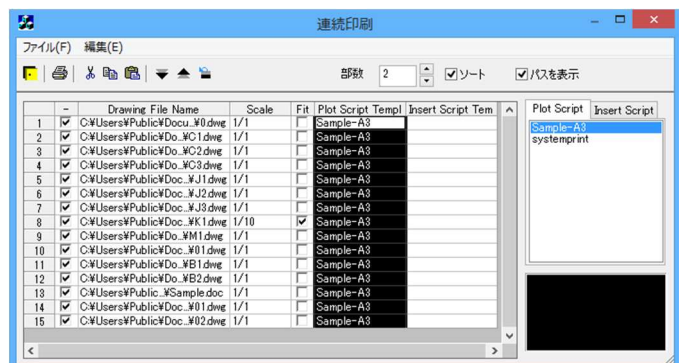 連続印刷
ファイル(F) 編集(E)
部数 2 ソート パスを表示
- Drawing File Name Scale Fit Plot Script Templ Insert Script Tem
1 C:¥Users¥Public¥Docu..¥0.dwg 1/1 Sample-A3
2 C:¥Users¥Public¥Do..¥C1.dwg 1/1 Sample-A3
3 C:¥Users¥Public¥Do..¥C2.dwg 1/1 Sample-A3
4 C:¥Users¥Public¥Do..¥C3.dwg 1/1 Sample-A3
5 C:¥Users¥Public¥Doc..¥J1.dwg 1/1 Sample-A3
6 C:¥Users¥Public¥Doc..¥J2.dwg 1/1 Sample-A3
7 C:¥Users¥Public¥Doc..¥J3.dwg 1/1 Sample-A3
8 C:¥Users¥Public¥Doc..¥K1.dwg 1/10 Sample-A3
9 C:¥Users¥Public¥Do..¥M1.dwg 1/1 Sample-A3
10 C:¥Users¥Public¥Doc..¥01.dwg 1/1 Sample-A3
11 C:¥Users¥Public¥Do..¥B1.dwg 1/1 Sample-A3
12 C:¥Users¥Public¥Do..¥B2.dwg 1/1 Sample-A3
13 C:¥Users¥Public..¥Sample.doc 1/1 Sample-A3
14 C:¥Users¥Public¥Doc..¥01.dwg 1/1 Sample-A3
15 C:¥Users¥Public¥Doc..¥02.dwg 1/1 Sample-A3
Plot Script Insert Script
Sample-A3
systemprint